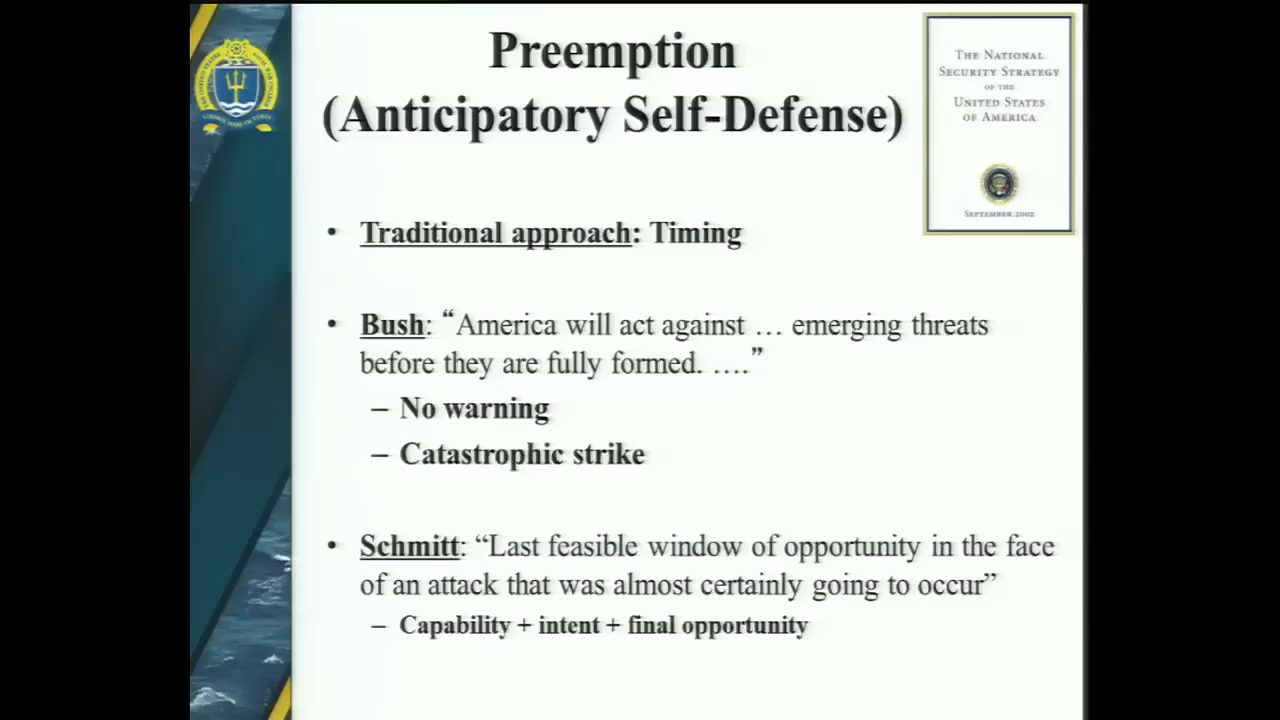 Preemption
(Anticipatory Self-Defense)
THE NATIONAL
SECURITY STRATEGY
OF THE
UNITED STATES
OF AMERICA
SEPTEMBER 2002
• Traditional approach: Timing
• Bush: “America will act against … emerging threats
before they are fully formed. ….”
– No warning
– Catastrophic strike
• Schmitt: “Last feasible window of opportunity in the face
of an attack that was almost certainly going to occur”
– Capability + intent + final opportunity